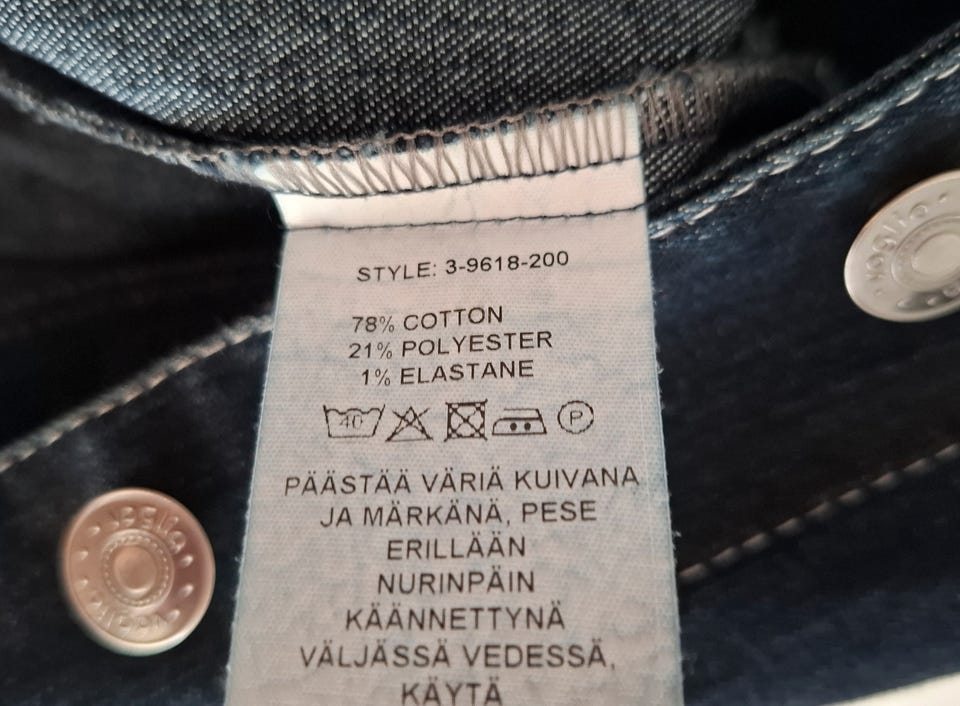 STYLE: 3-9618-200
78% COTTON
21% POLYESTER
1% ELASTANE
40 P
PÄÄSTÄÄ VÄRIÄ KUIVANA
JA MÄRKÄNÄ, PESE
ERILLÄÄN
NURINPÄIN
KÄÄNNETTYNÄ
VÄLJÄSSÄ VEDESSÄ,
KÄYTÄ
voglia